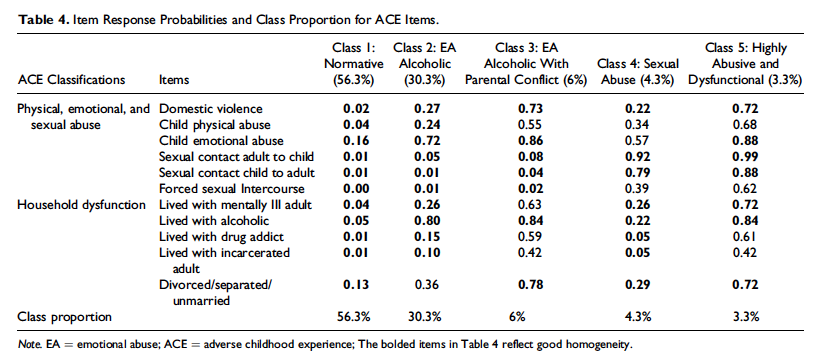 Table 4. Item Response Probabilities and Class Proportion for ACE Items.
ACE Classifications Items Class 1: Normative (56.3%) Class 2: EA Alcoholic (30.3%) Class 3: EA Alcoholic With Parental Conflict (6%) Class 4: Sexual Abuse (4.3%) Class 5: Highly Abusive and Dysfunctional (3.3%)
Physical, emotional, and sexual abuse Domestic violence 0.02 0.27 0.73 0.22 0.72
Child physical abuse 0.04 0.24 0.55 0.34 0.68
Child emotional abuse 0.16 0.72 0.86 0.57 0.88
Sexual contact adult to child 0.01 0.05 0.08 0.92 0.99
Sexual contact child to adult 0.01 0.01 0.04 0.79 0.88
Forced sexual Intercourse 0.00 0.01 0.02 0.39 0.62
Household dysfunction Lived with mentally Ill adult 0.04 0.26 0.63 0.26 0.72
Lived with alcoholic 0.05 0.80 0.84 0.22 0.84
Lived with drug addict 0.01 0.15 0.59 0.05 0.61
Lived with incarcerated adult 0.01 0.10 0.42 0.05 0.42
Divorced/separated/unmarried 0.13 0.36 0.78 0.29 0.72
Class proportion 56.3% 30.3% 6% 4.3% 3.3%
Note. EA = emotional abuse; ACE = adverse childhood experience; The bolded items in Table 4 reflect good homogeneity.